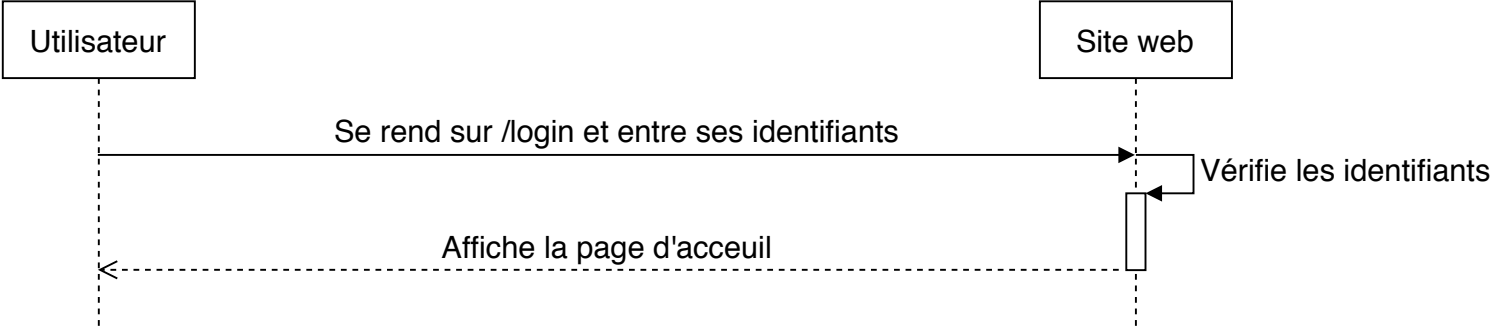 Utilisateur
Site web
Se rend sur /login et entre ses identifiants
Vérifie les identifiants
Affiche la page d'acceuil